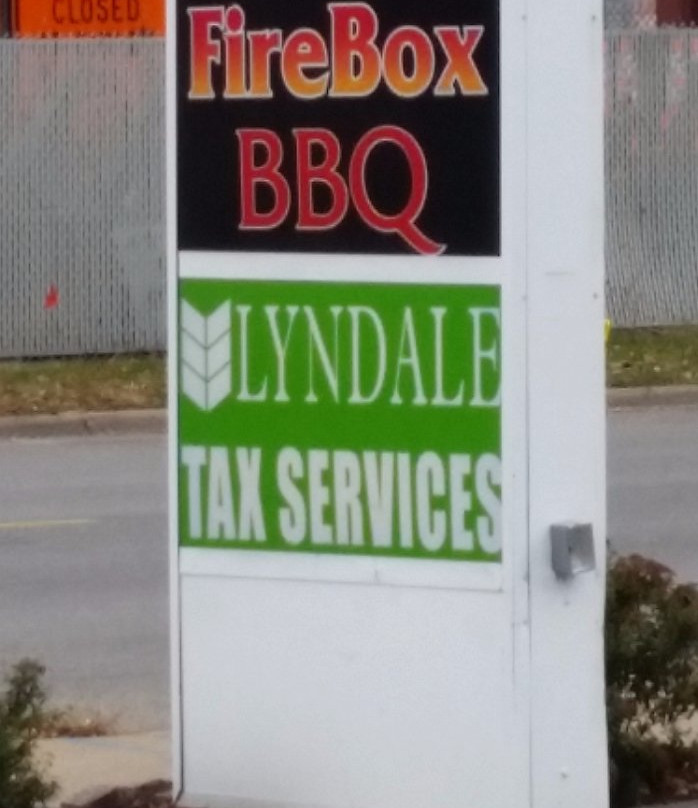 CLOSED
FireBox
BBQ
LYNDALE
TAX SERVICES